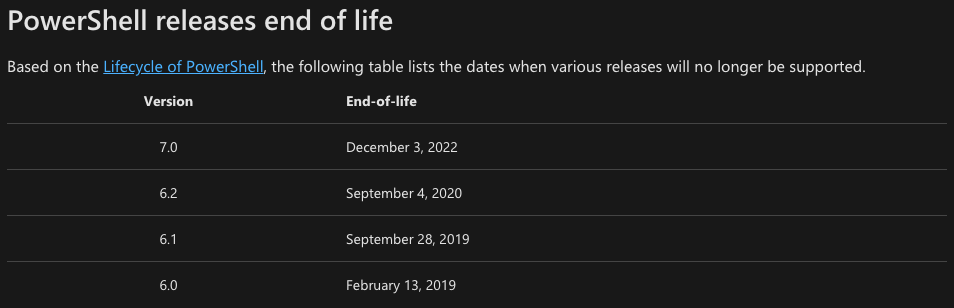 PowerShell releases end of life
Based on the Lifecycle of PowerShell, the following table lists the dates when various releases will no longer be supported.
Version End-of-life
7.0 December 3, 2022
6.2 September 4, 2020
6.1 September 28, 2019
6.0 February 13, 2019